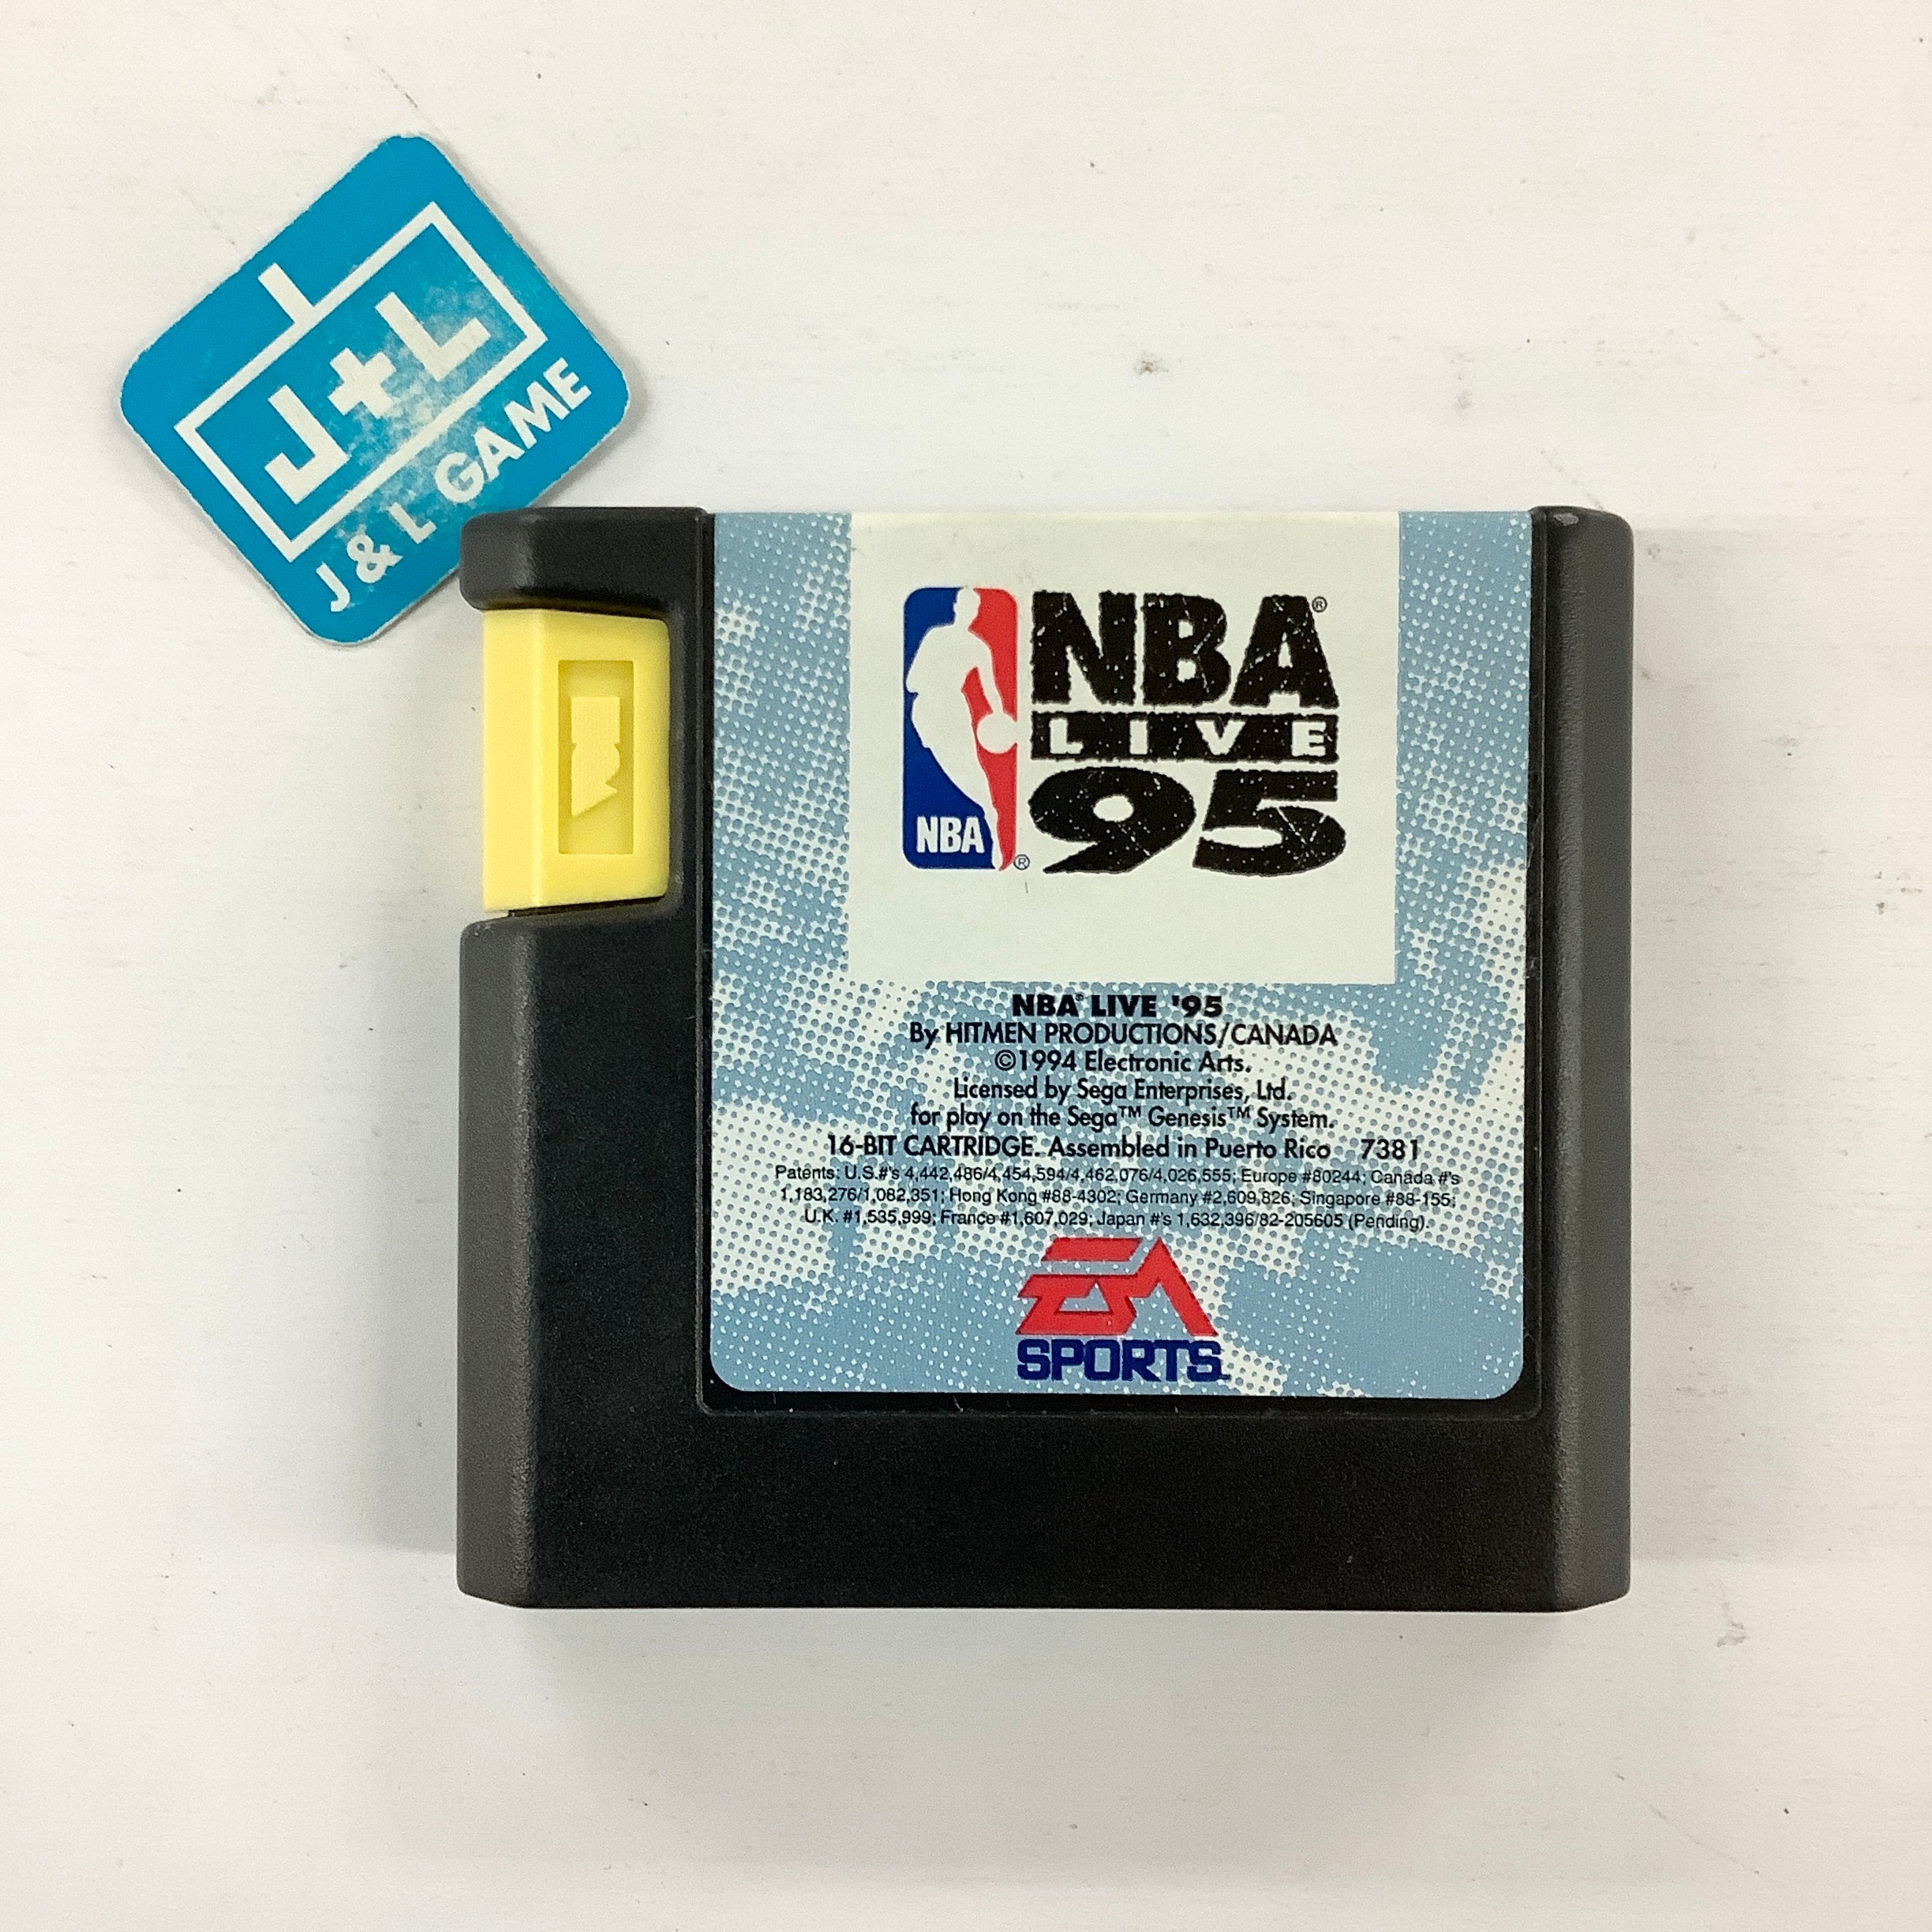 J+L
J & L GAME
NBA®
LIVE
95
NBA ®
NBA® LIVE '95
By HITMEN PRODUCTIONS/CANADA
©1994 Electronic Arts.
Licensed by Sega Enterprises, Ltd.
for play on the Sega™ Genesis™ System.
16-BIT CARTRIDGE. Assembled in Puerto Rico 7381
Patents: U.S.#'s 4,442,486/4,454,594/4,462,076/4,026,555; Europe #80244; Canada #'s
1,183,276/1,082,351; Hong Kong #88-4302; Germany #2,609,826; Singapore #88-155;
U.K. #1,535,999; France #1,607,029; Japan #'s 1,632,396/82-205605 (Pending).
EA
SPORTS